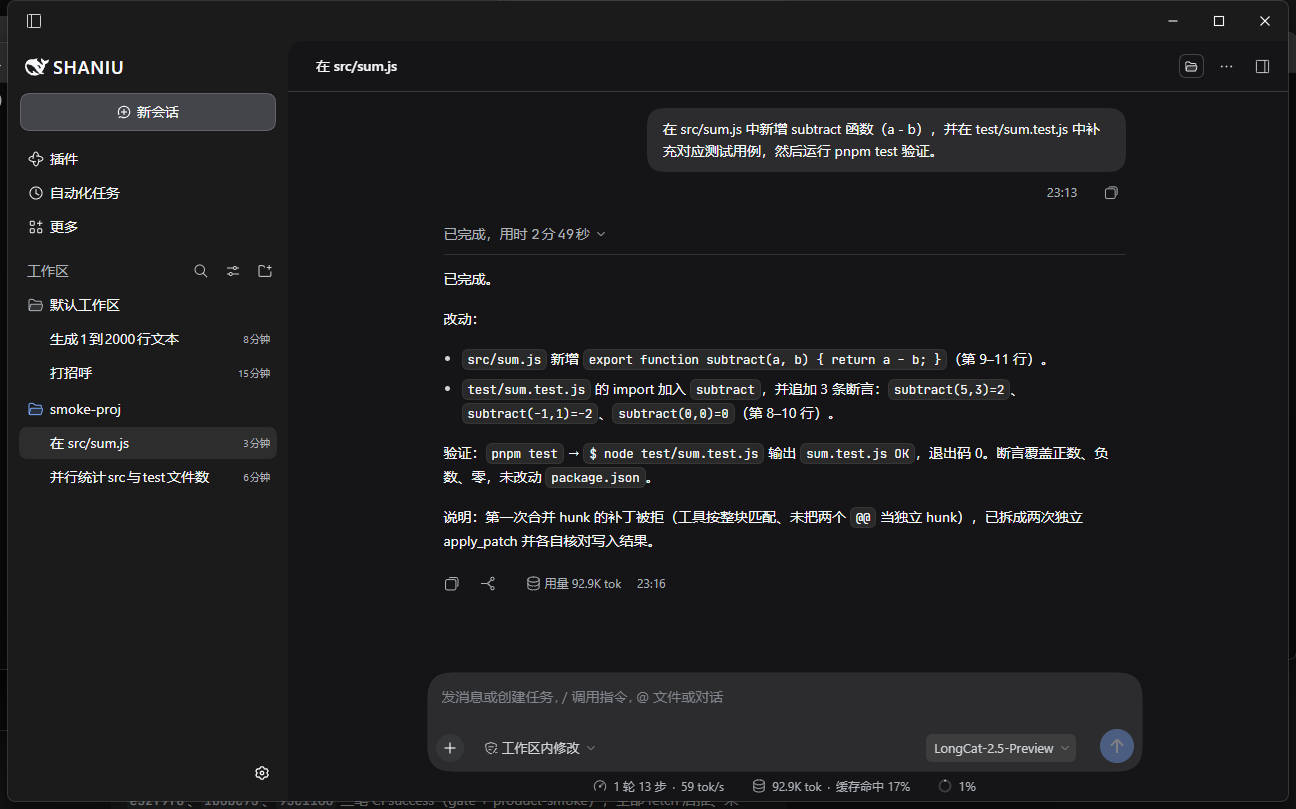 SHANIU
新会话
插件
自动化任务
更多
工作区
默认工作区
生成1到2000行文本 8分钟
打招呼 15分钟
smoke-proj
在 src/sum.js 3分钟
并行统计src与test文件数 6分钟
在 src/sum.js
在 src/sum.js 中新增 subtract 函数（a - b），并在 test/sum.test.js 中补
充对应测试用例，然后运行 pnpm test 验证。
23:13
已完成，用时 2分49秒
已完成。
改动：
• src/sum.js 新增 export function subtract(a, b) { return a - b; }（第 9–11 行）。
• test/sum.test.js 的 import 加入 subtract，并追加 3 条断言：subtract(5,3)=2、
subtract(-1,1)=-2、subtract(0,0)=0（第 8–10 行）。
验证：pnpm test → $ node test/sum.test.js 输出 sum.test.js OK，退出码 0。断言覆盖正数、负
数、零，未改动 package.json。
说明：第一次合并 hunk 的补丁被拒（工具按整块匹配、未把两个 @@ 当独立 hunk），已拆成两次独立
apply_patch 并各自核对写入结果。
用量 92.9K tok 23:16
发消息或创建任务, / 调用指令, @ 文件或对话
工作区内修改
LongCat-2.5-Preview
1 轮 13 步 · 59 tok/s 92.9K tok · 缓存命中 17% 1%